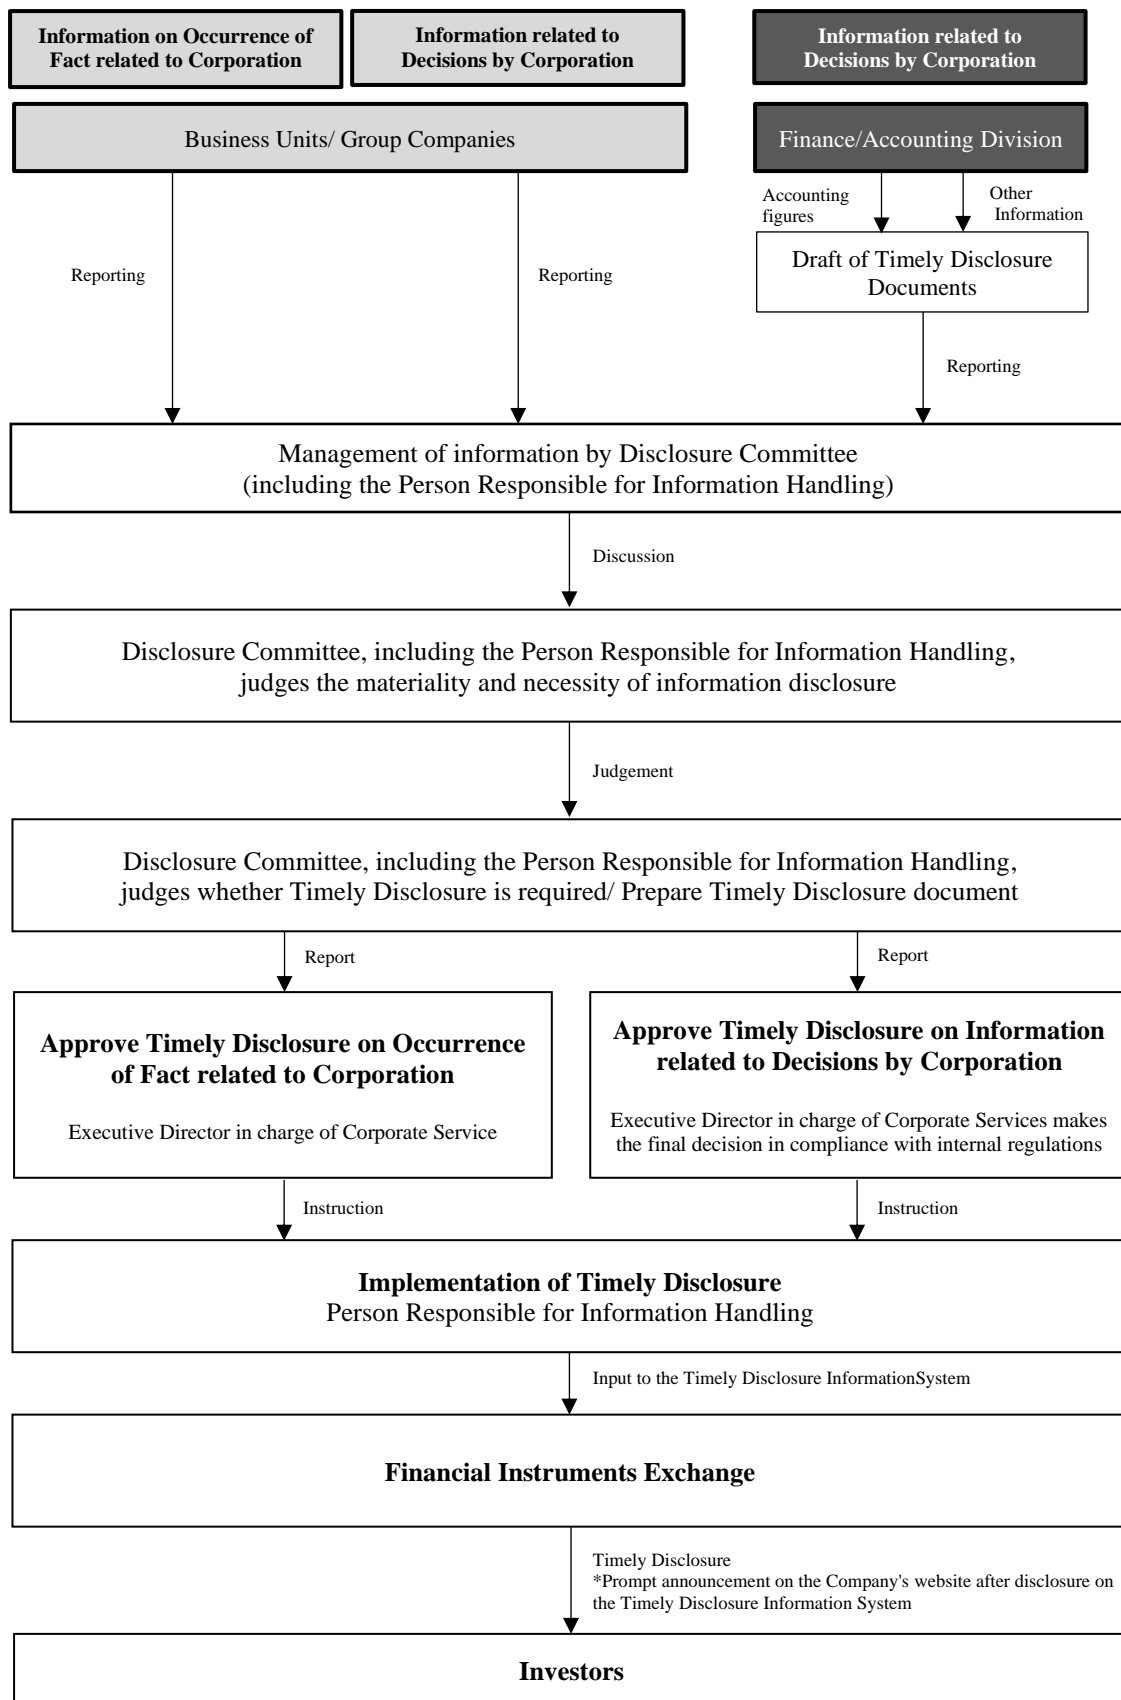 Information on Occurrence of
Fact related to Corporation
Information related to
Decisions by Corporation
Information related to
Decisions by Corporation
Business Units/ Group Companies
Finance/Accounting Division
Accounting
figures
Other
Information
Draft of Timely Disclosure
Documents
Reporting
Reporting
Reporting
Management of information by Disclosure Committee
(including the Person Responsible for Information Handling)
Discussion
Disclosure Committee, including the Person Responsible for Information Handling,
judges the materiality and necessity of information disclosure
Judgement
Disclosure Committee, including the Person Responsible for Information Handling,
judges whether Timely Disclosure is required/ Prepare Timely Disclosure document
Report
Report
Approve Timely Disclosure on Occurrence
of Fact related to Corporation
Executive Director in charge of Corporate Service
Approve Timely Disclosure on Information
related to Decisions by Corporation
Executive Director in charge of Corporate Services makes
the final decision in compliance with internal regulations
Instruction
Instruction
Implementation of Timely Disclosure
Person Responsible for Information Handling
Input to the Timely Disclosure InformationSystem
Financial Instruments Exchange
Timely Disclosure
*Prompt announcement on the Company's website after disclosure on
the Timely Disclosure Information System
Investors